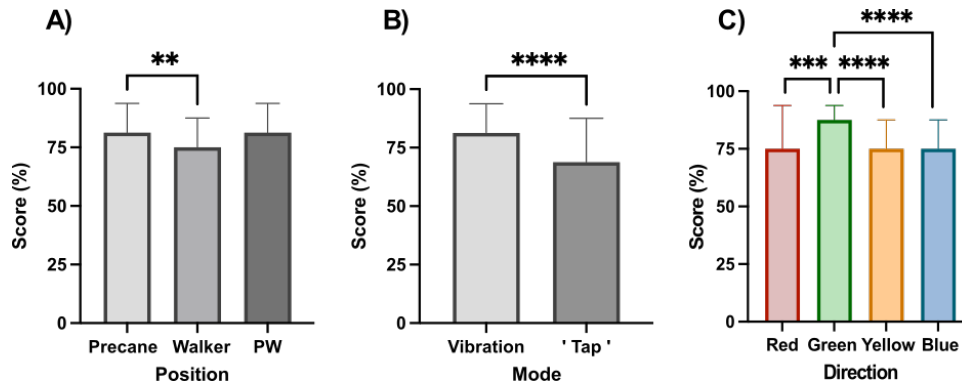 A)
**
Score (%)
100
75
50
25
0
Precane Walker PW
Position
B)
****
Score (%)
100
75
50
25
0
Vibration ' Tap '
Mode
C)
****
*** ****
Score (%)
100
75
50
25
0
Red Green Yellow Blue
Direction